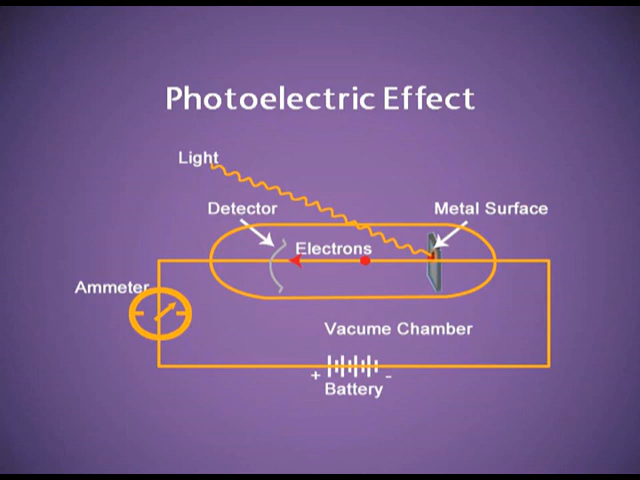 Photoelectric Effect
Light
Detector
Metal Surface
Electrons
Ammeter
Vacume Chamber
+ -
Battery